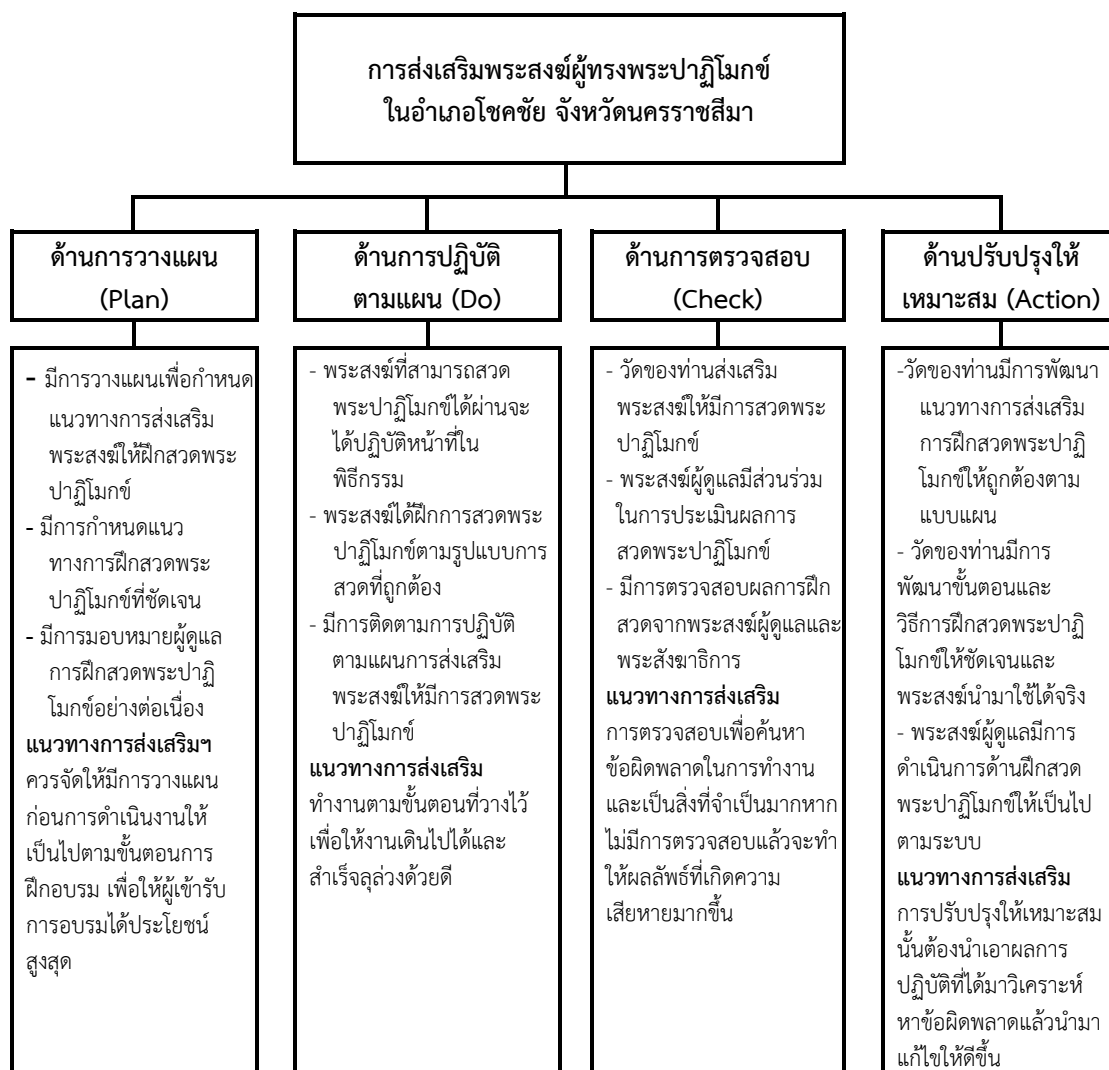 การส่งเสริมพระสงฆ์ผู้ทรงพระปาฏิโมกข์
ในอำเภอโชคชัย จังหวัดนครราชสีมา
ด้านการวางแผน
(Plan)
- มีการวางแผนเพื่อกำหนด
แนวทางการส่งเสริม
พระสงฆ์ให้ฝึกสวดพระ
ปาฏิโมกข์
- มีการกำหนดแนว
ทางการฝึกสวดพระ
ปาฏิโมกข์ที่ชัดเจน
- มีการมอบหมายผู้ดูแล
การฝึกสวดพระปาฏิ
โมกข์อย่างต่อเนื่อง
แนวทางการส่งเสริมฯ
ควรจัดให้มีการวางแผน
ก่อนการดำเนินงานให้
เป็นไปตามขั้นตอนการ
ฝึกอบรม เพื่อให้ผู้เข้ารับ
การอบรมได้ประโยชน์
สูงสุด
ด้านการปฏิบัติ
ตามแผน (Do)
- พระสงฆ์ที่สามารถสวด
พระปาฏิโมกข์ได้ผ่านจะ
ได้ปฏิบัติหน้าที่ใน
พิธีกรรม
- พระสงฆ์ได้ฝึกการสวดพระ
ปาฏิโมกข์ตามรูปแบบการ
สวดที่ถูกต้อง
- มีการติดตามการปฏิบัติ
ตามแผนการส่งเสริม
พระสงฆ์ให้มีการสวดพระ
ปาฏิโมกข์
แนวทางการส่งเสริม
ทำงานตามขั้นตอนที่วางไว้
เพื่อให้งานเดินไปได้และ
สำเร็จลุล่วงด้วยดี
ด้านการตรวจสอบ
(Check)
- วัดของท่านส่งเสริม
พระสงฆ์ให้มีการสวดพระ
ปาฏิโมกข์
- พระสงฆ์ผู้ดูแลมีส่วนร่วม
ในการประเมินผลการ
สวดพระปาฏิโมกข์
- มีการตรวจสอบผลการฝึก
สวดจากพระสงฆ์ผู้ดูแลและ
พระสังฆาธิการ
แนวทางการส่งเสริม
การตรวจสอบเพื่อค้นหา
ข้อผิดพลาดในการทำงาน
และเป็นสิ่งที่จำเป็นมากหาก
ไม่มีการตรวจสอบแล้วจะทำ
ให้ผลลัพธ์ที่เกิดความ
เสียหายมากขึ้น
ด้านปรับปรุงให้
เหมาะสม (Action)
-วัดของท่านมีการพัฒนา
แนวทางการส่งเสริม
การฝึกสวดพระปาฏิ
โมกข์ให้ถูกต้องตาม
แบบแผน
- วัดของท่านมีการ
พัฒนาขั้นตอนและ
วิธีการฝึกสวดพระปาฏิ
โมกข์ให้ชัดเจนและ
พระสงฆ์นำมาใช้ได้จริง
- พระสงฆ์ผู้ดูแลมีการ
ดำเนินการด้านฝึกสวด
พระปาฏิโมกข์ให้เป็นไป
ตามระบบ
แนวทางการส่งเสริม
การปรับปรุงให้เหมาะสม
นั้นต้องนำเอาผลการ
ปฏิบัติที่ได้มาวิเคราะห์
หาข้อผิดพลาดแล้วนำมา
แก้ไขให้ดีขึ้น